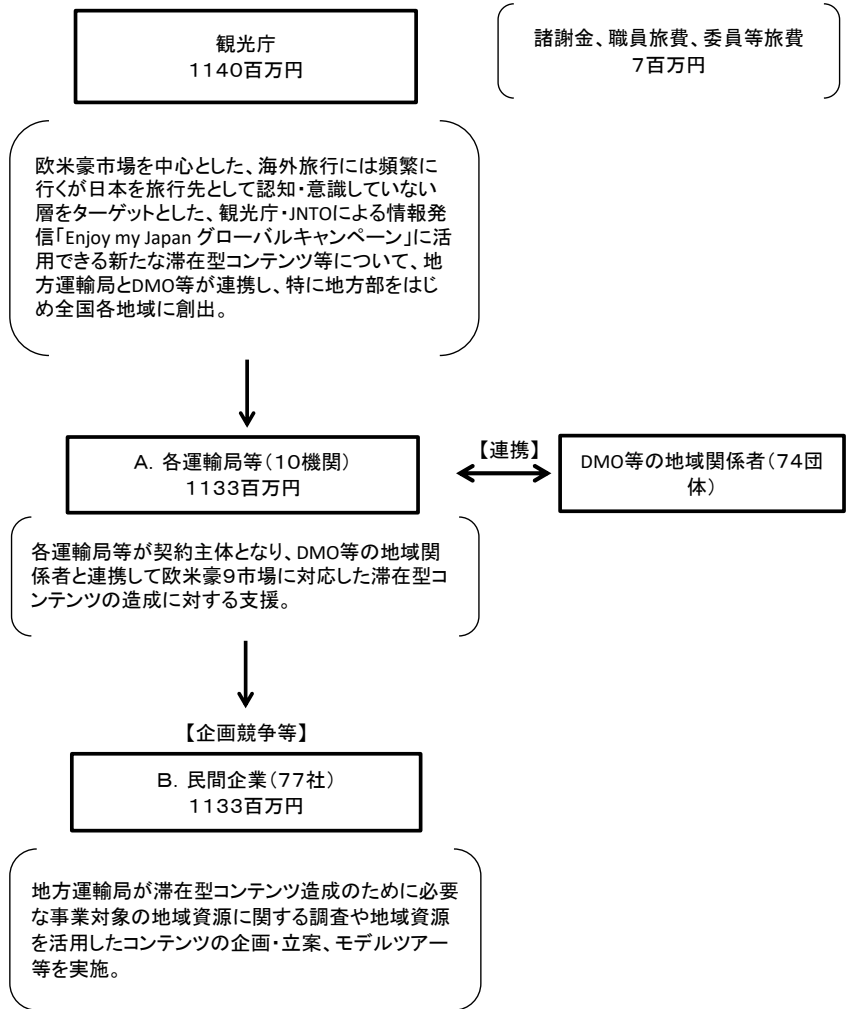 観光庁
1140百万円
諸謝金、職員旅費、委員等旅費
7百万円
欧米豪市場を中心とした、海外旅行には頻繁に
行くが日本を旅行先として認知・意識していない
層をターゲットとした、観光庁・JNTOによる情報発
信「Enjoy my Japan グローバルキャンペーン」に活
用できる新たな滞在型コンテンツ等について、地
方運輸局とDMO等が連携し、特に地方部をはじ
め全国各地域に創出。
A．各運輸局等（１０機関）
1133百万円
【連携】
DMO等の地域関係者（７４団
体）
各運輸局等が契約主体となり、DMO等の地域関
係者と連携して欧米豪９市場に対応した滞在型コ
ンテンツの造成に対する支援。
【企画競争等】
B．民間企業（７７社）
1133百万円
地方運輸局が滞在型コンテンツ造成のために必要
な事業対象の地域資源に関する調査や地域資源
を活用したコンテンツの企画・立案、モデルツアー
等を実施。